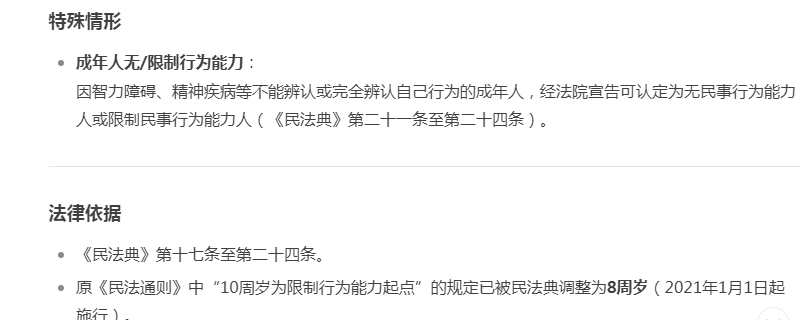 特殊情形
成年人无/限制行为能力：
因智力障碍、精神疾病等不能辨认或完全辨认自己行为的成年人，经法院宣告可认定为无民事行为能力
人或限制民事行为能力人（《民法典》第二十一条至第二十四条）。
法律依据
《民法典》第十七条至第二十四条。
原《民法通则》中“10周岁为限制行为能力起点”的规定已被民法典调整为8周岁（2021年1月1日起
施行）。